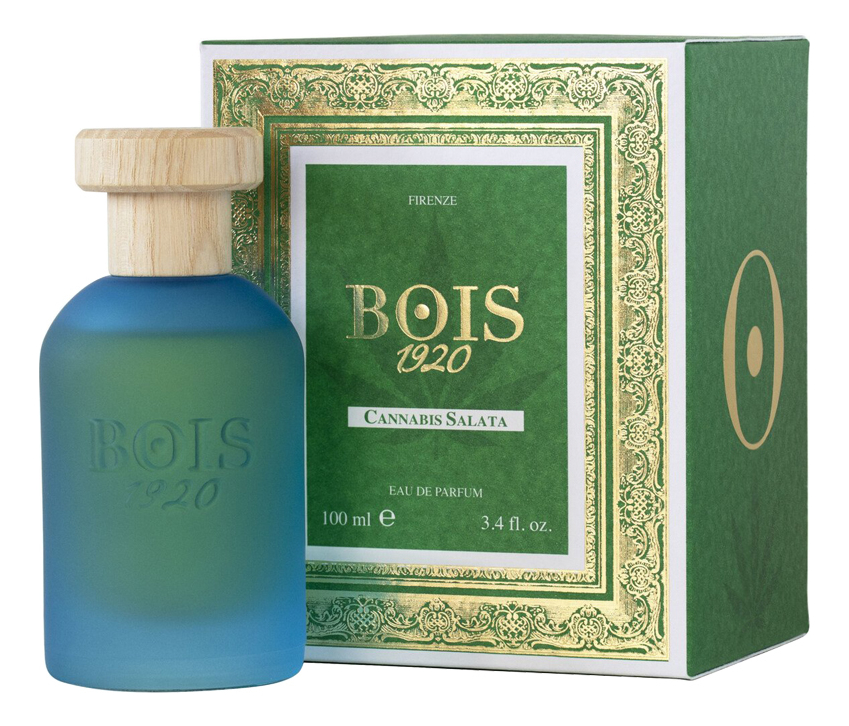 FIRENZE
BOIS
1920
CANNABIS SALATA
EAU DE PARFUM
100 ml e
3.4 fl. oz.
BOIS
1920